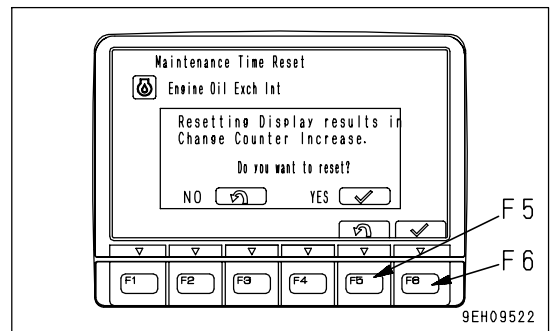 Maintenance Time Reset
Engine Oil Exch Int
Resetting Display results in
Change Counter Increase.
Do you want to reset?
NO YES
F5
F6
F1 F2 F3 F4 F5 F6
9EH09522